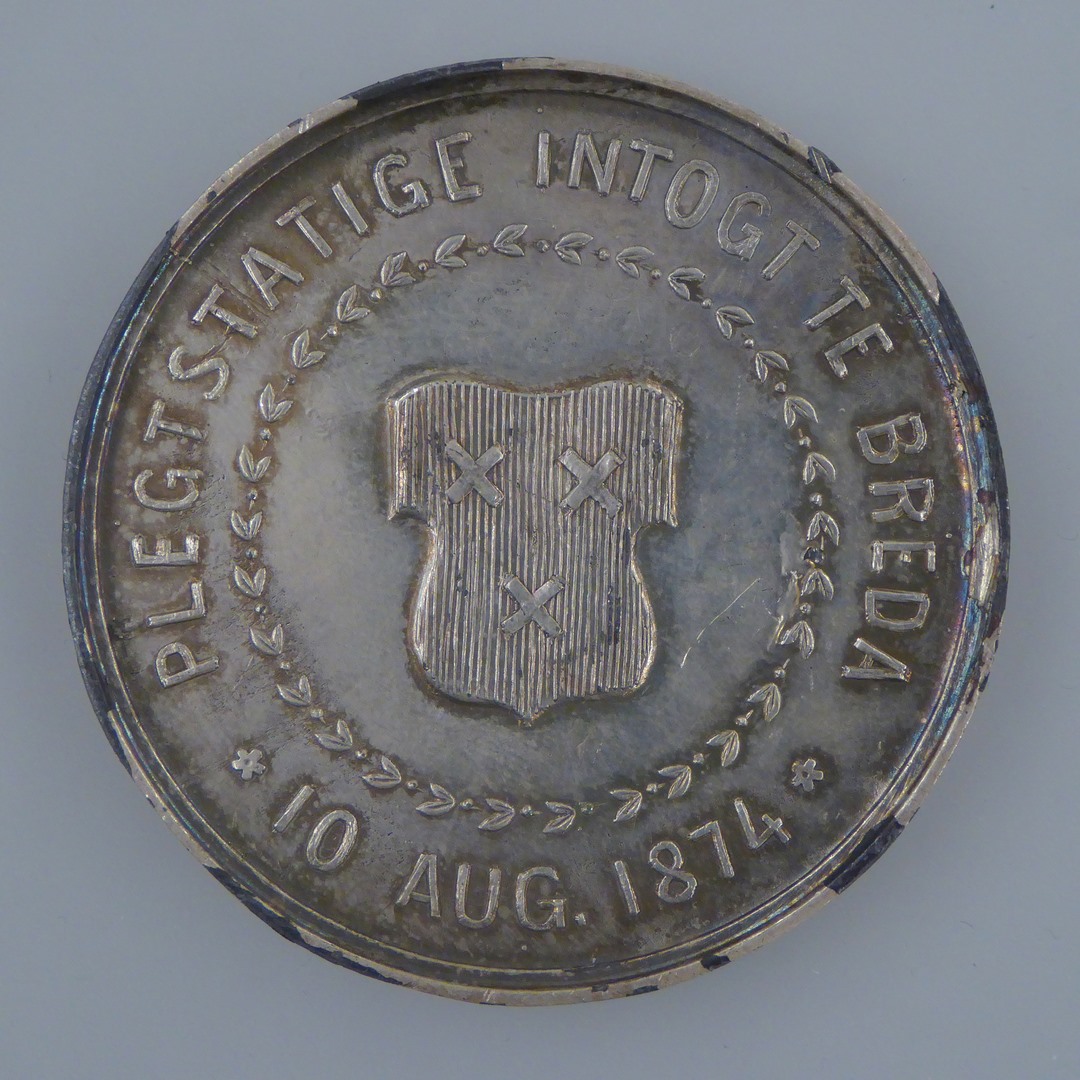 PLEGTSTATIGE INTOGT TE BREDA
* 10 AUG. 1874 *